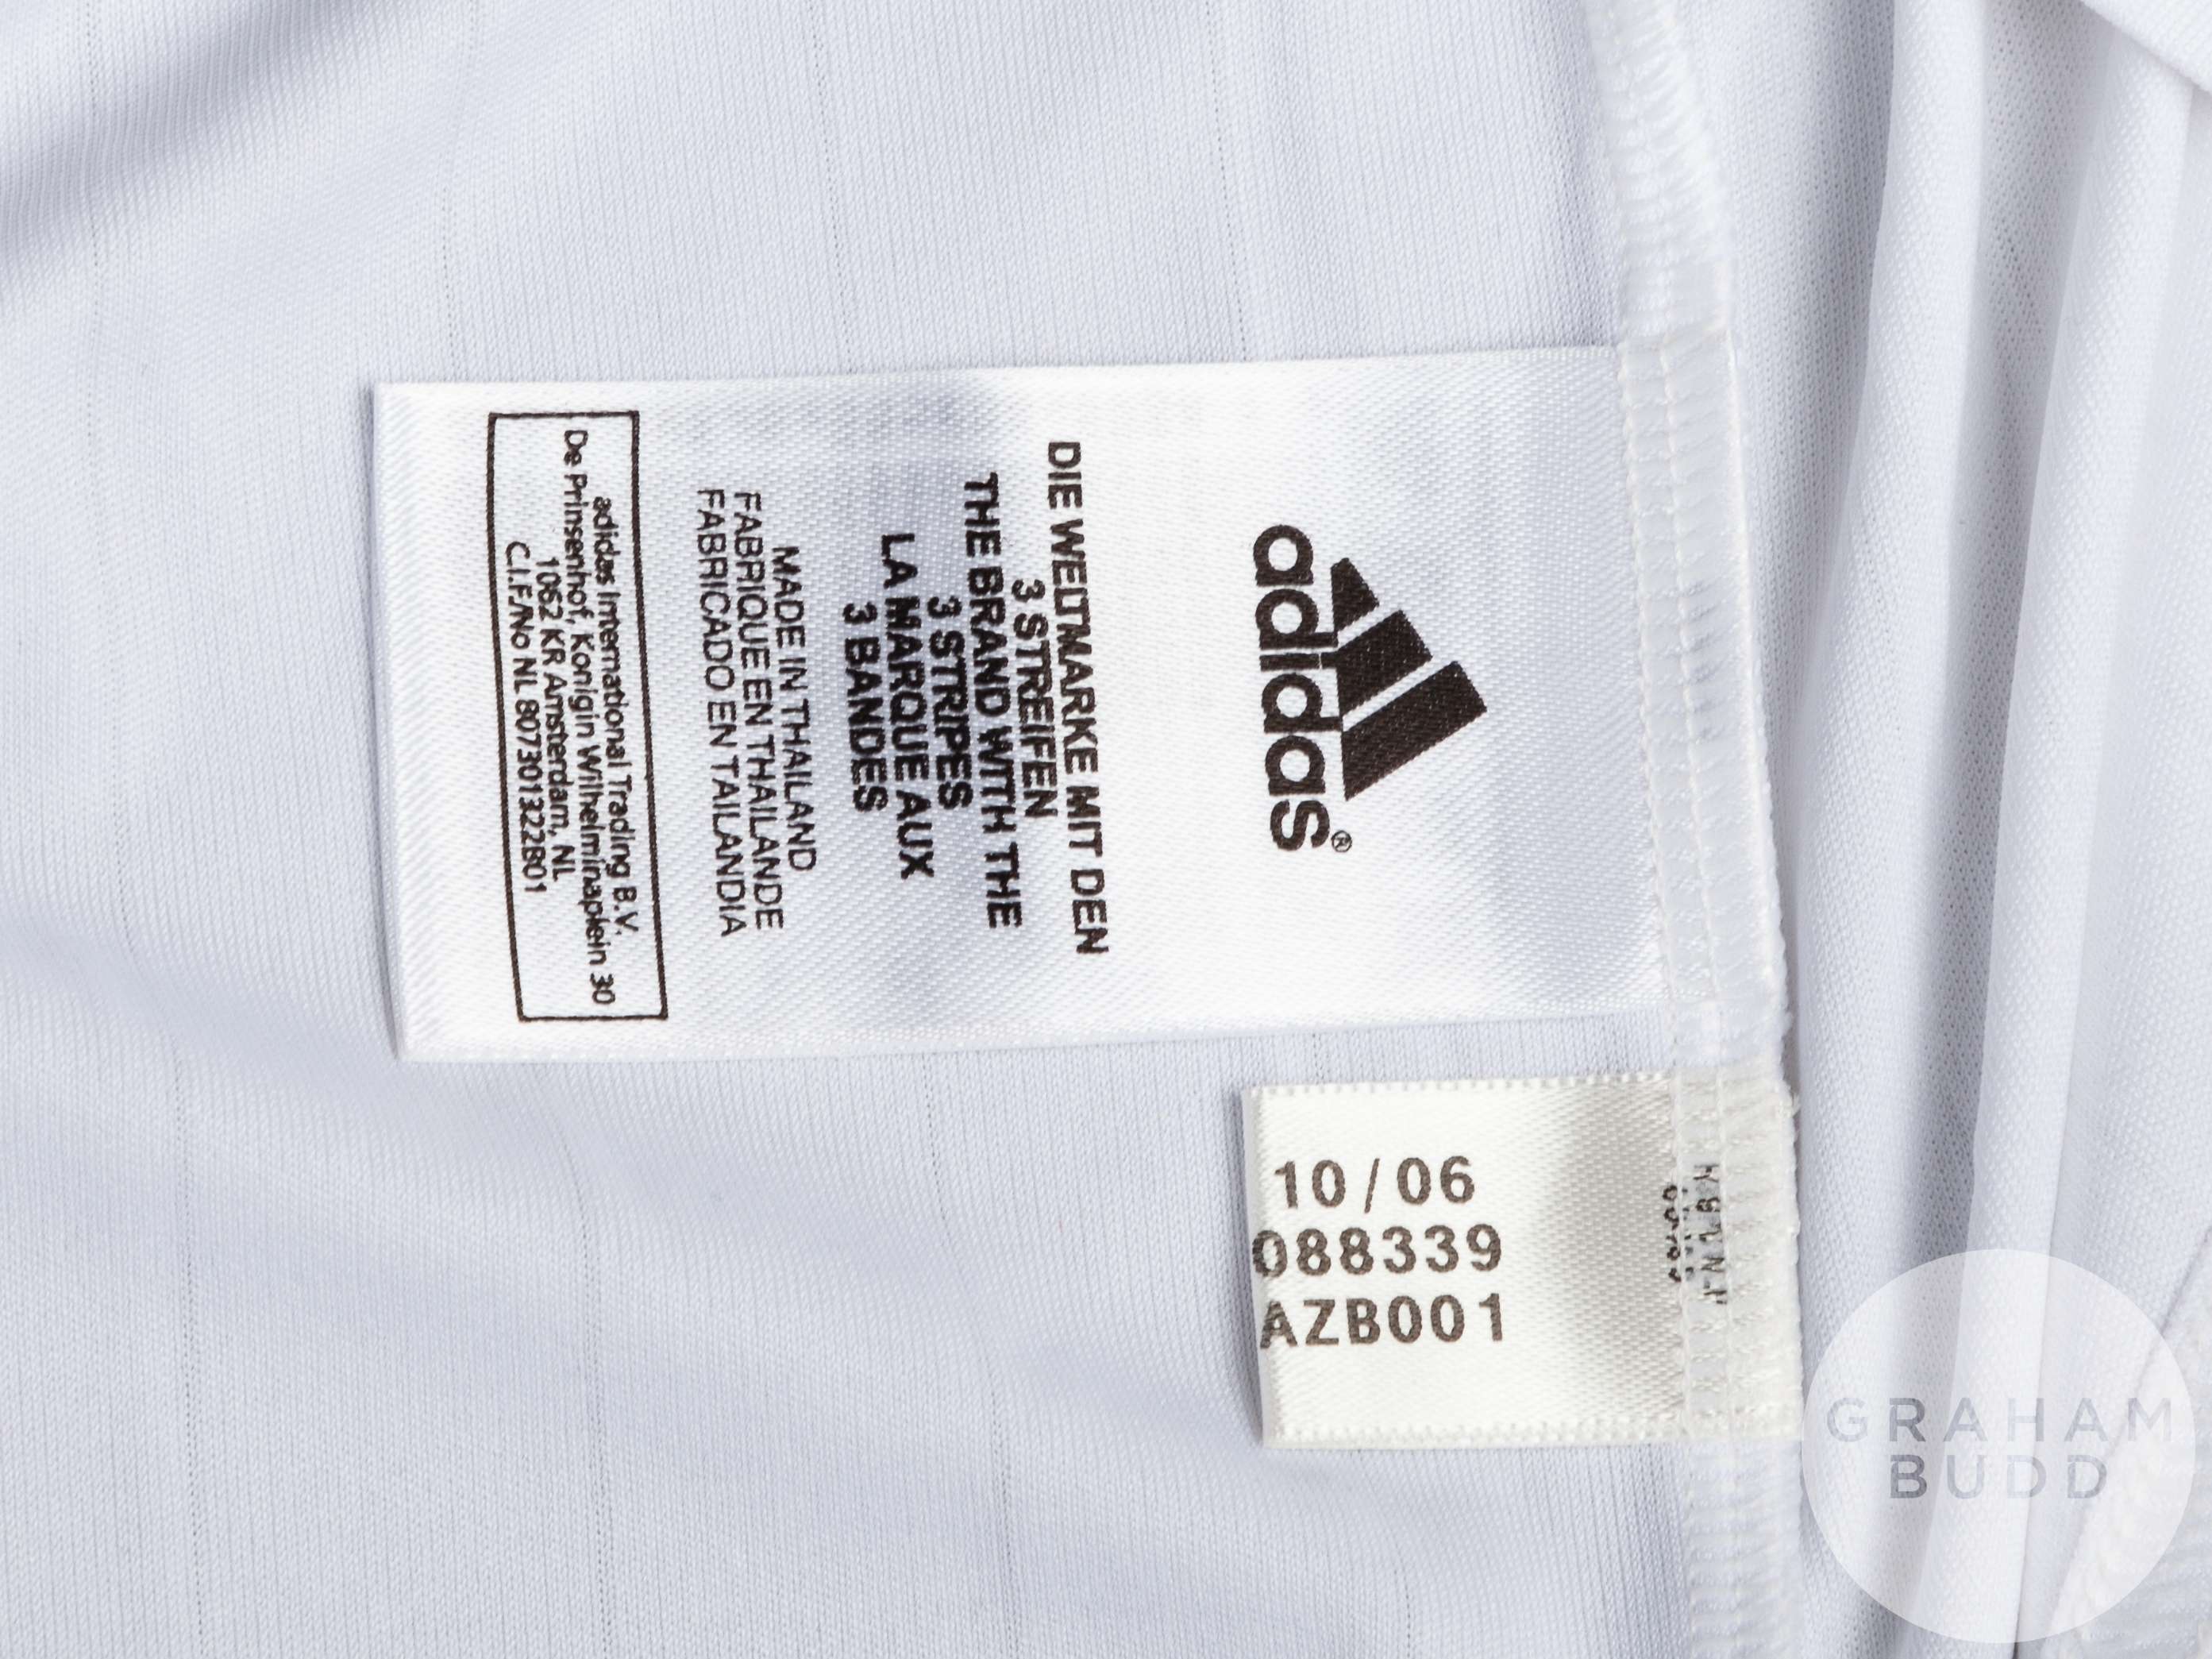 adidas®
DIE WELTMARKE MIT DEN
3 STREIFEN
THE BRAND WITH THE
3 STRIPES
LA MARQUE AUX
3 BANDES
MADE IN THAILAND
FABRIQUE EN THAILANDE
FABRICADO EN TAILANDIA
adidas International Trading B.V.
De Prinsenhof, Konigin Wilhelminaplein 30
1062 KR Amsterdam, NL
C.I.F./No NL 807301322B01
10/06
088339
AZB001
GRAHAM
BUDD